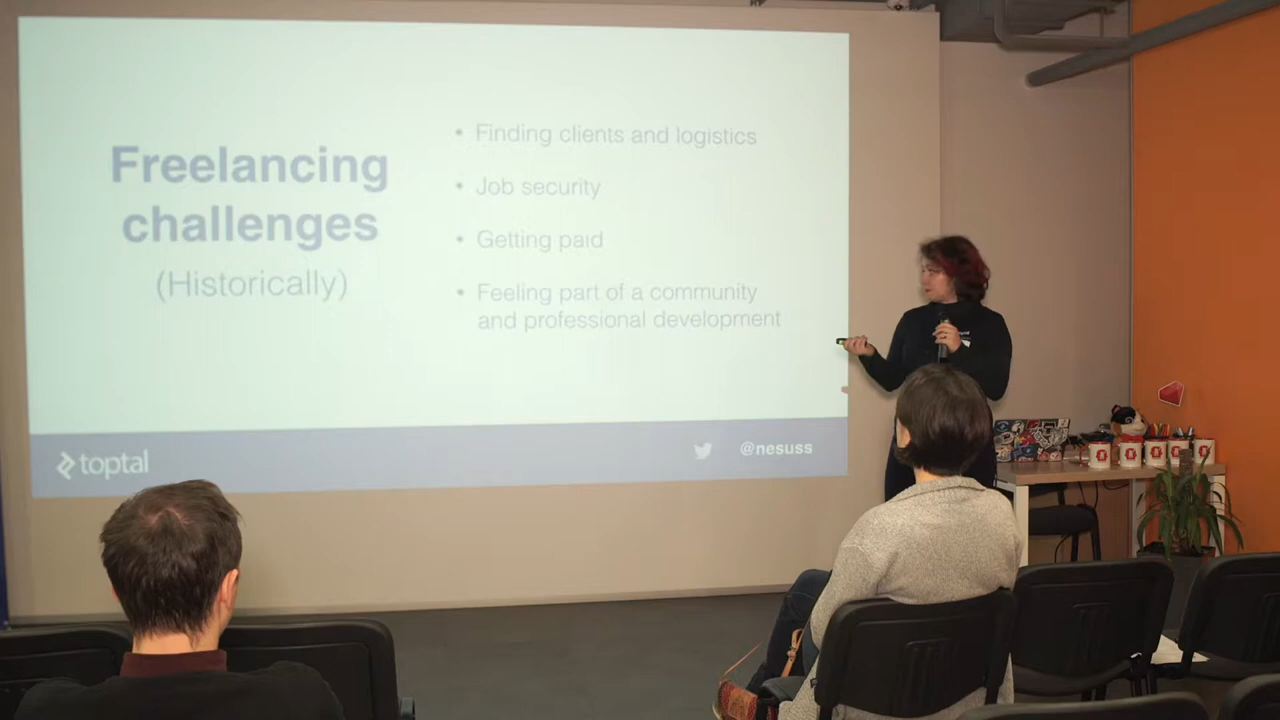 Freelancing
challenges
(Historically)
• Finding clients and logistics
• Job security
• Getting paid
• Feeling part of a community
and professional development
toptal
@nesuss